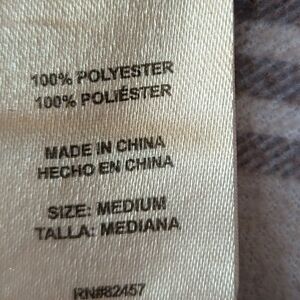 100% POLYESTER
100% POLIÉSTER
MADE IN CHINA
HECHO EN CHINA
SIZE: MEDIUM
TALLA: MEDIANA
RN#82457